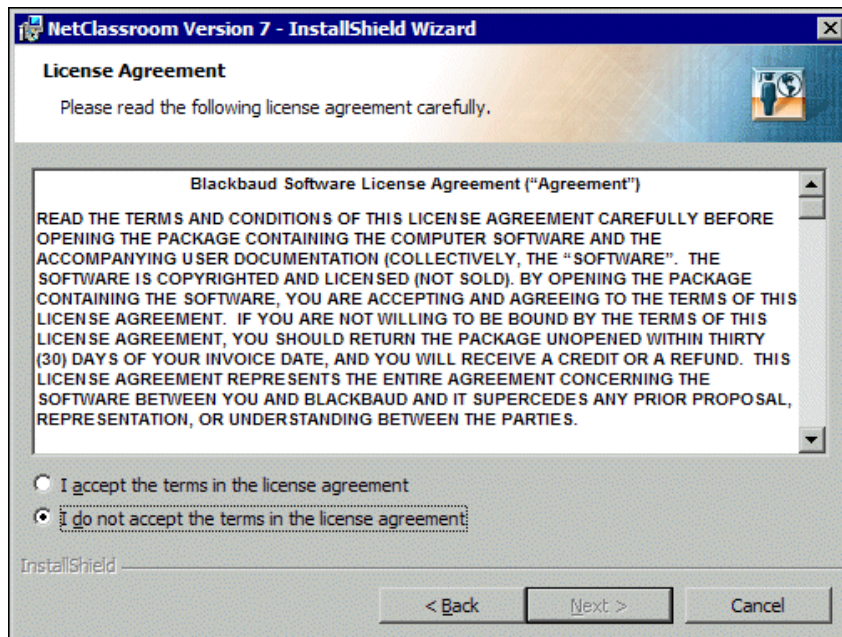 NetClassroom Version 7 - InstallShield Wizard
License Agreement
Please read the following license agreement carefully.
Blackbaud Software License Agreement (“Agreement”)
READ THE TERMS AND CONDITIONS OF THIS LICENSE AGREEMENT CAREFULLY BEFORE
OPENING THE PACKAGE CONTAINING THE COMPUTER SOFTWARE AND THE
ACCOMPANYING USER DOCUMENTATION (COLLECTIVELY, THE “SOFTWARE”.  THE
SOFTWARE IS COPYRIGHTED AND LICENSED (NOT SOLD). BY OPENING THE PACKAGE
CONTAINING THE SOFTWARE, YOU ARE ACCEPTING AND AGREEING TO THE TERMS OF THIS
LICENSE AGREEMENT.  IF YOU ARE NOT WILLING TO BE BOUND BY THE TERMS OF THIS
LICENSE AGREEMENT, YOU SHOULD RETURN THE PACKAGE UNOPENED WITHIN THIRTY
(30) DAYS OF YOUR INVOICE DATE, AND YOU WILL RECEIVE A CREDIT OR A REFUND.  THIS
LICENSE AGREEMENT REPRESENTS THE ENTIRE AGREEMENT CONCERNING THE
SOFTWARE BETWEEN YOU AND BLACKBAUD AND IT SUPERCEDES ANY PRIOR PROPOSAL,
REPRESENTATION, OR UNDERSTANDING BETWEEN THE PARTIES.
I accept the terms in the license agreement
I do not accept the terms in the license agreement
InstallShield
< Back Next > Cancel